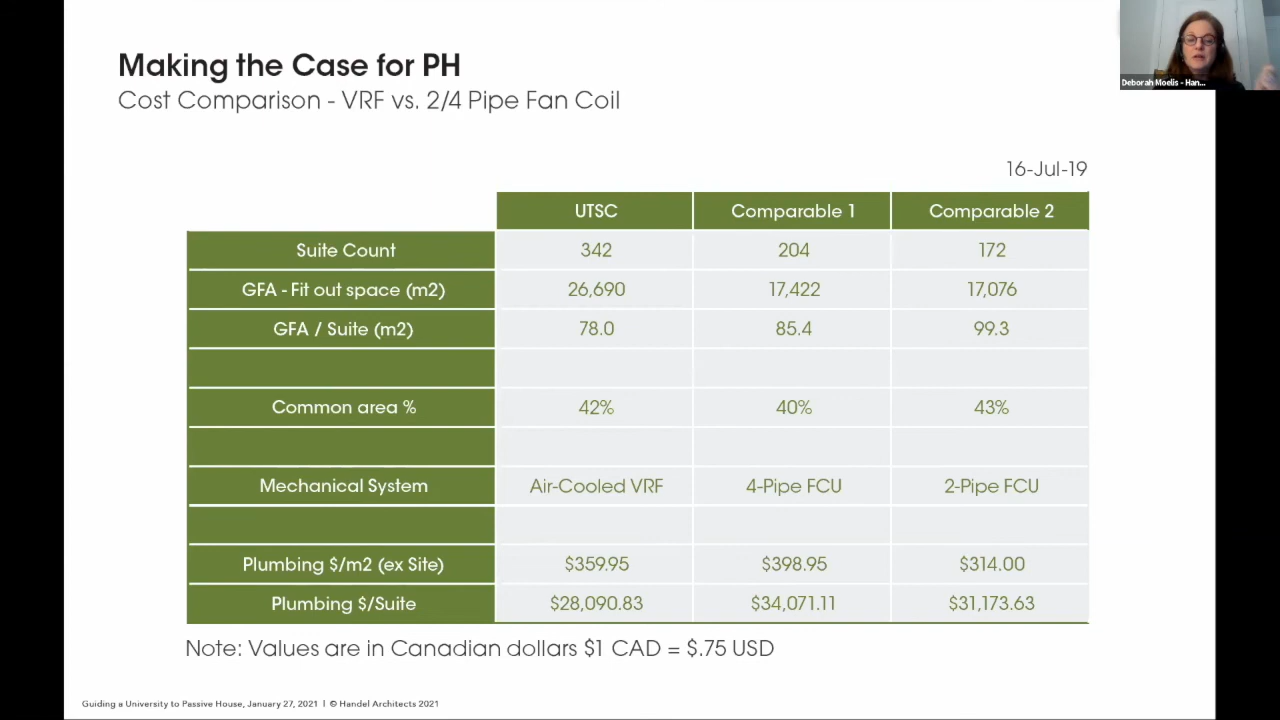 Making the Case for PH
Cost Comparison - VRF vs. 2/4 Pipe Fan Coil
Deborah Moelis - Han...
16-Jul-19
UTSC Comparable 1 Comparable 2
Suite Count 342 204 172
GFA - Fit out space (m2) 26,690 17,422 17,076
GFA / Suite (m2) 78.0 85.4 99.3
Common area % 42% 40% 43%
Mechanical System Air-Cooled VRF 4-Pipe FCU 2-Pipe FCU
Plumbing $/m2 (ex Site) $359.95 $398.95 $314.00
Plumbing $/Suite $28,090.83 $34,071.11 $31,173.63
Note: Values are in Canadian dollars $1 CAD = $.75 USD
Guiding a University to Passive House, January 27, 2021 | © Handel Architects 2021